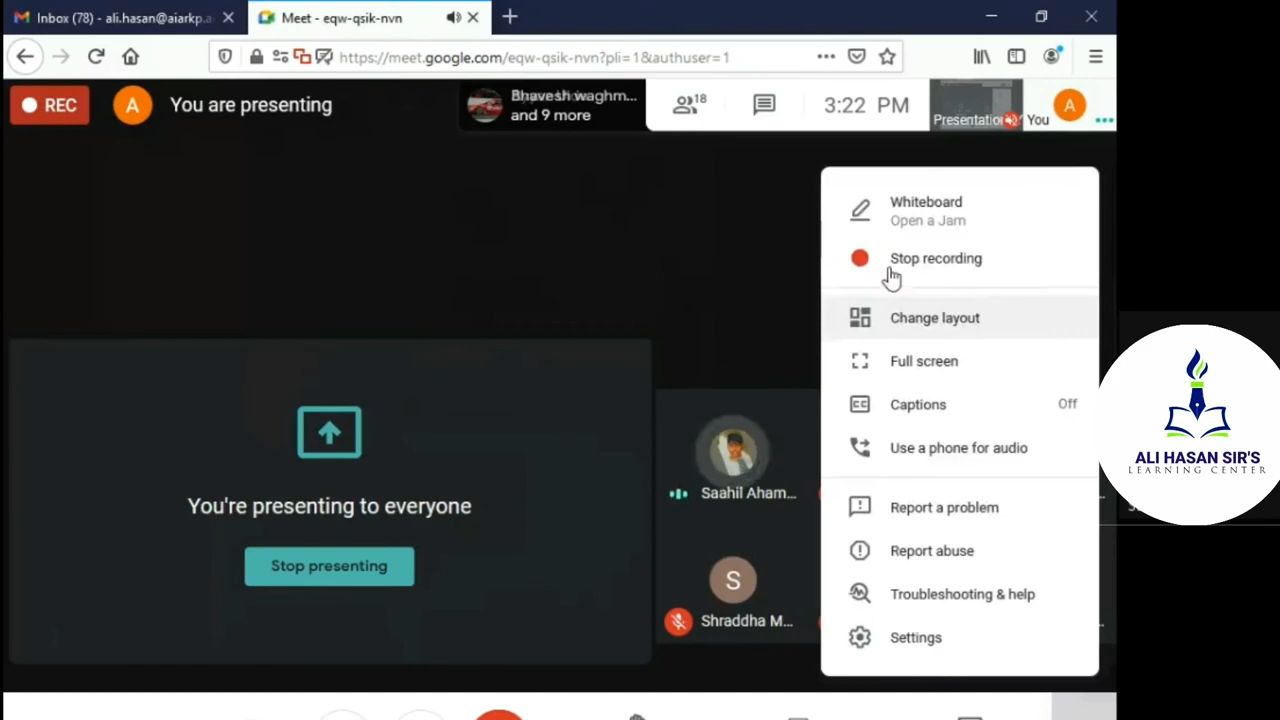 Inbox (78) - ali.hasan@aiarkp.a
Meet - eqw-qsik-nvn
https://meet.google.com/eqw-qsik-nvn?pli=1&authuser=1
REC
A
You are presenting
Bhavesh waghm...
and 9 more
18
3:22 PM
Presentation
You
A
Whiteboard
Open a Jam
Stop recording
Change layout
Full screen
CC
Captions
Off
Use a phone for audio
Report a problem
Report abuse
Troubleshooting & help
Settings
You're presenting to everyone
Stop presenting
Saahil Aham...
S
Shraddha M...
ALI HASAN SIR'S
LEARNING CENTER